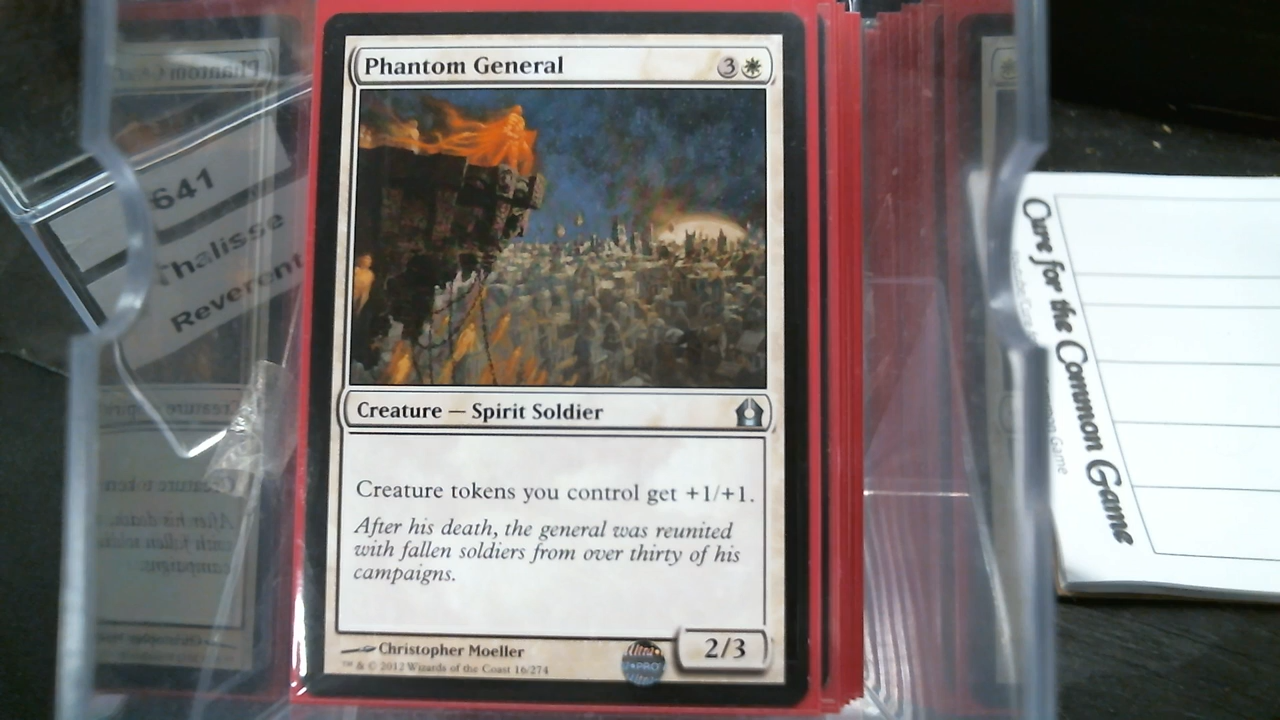 Phantom General
3
Creature — Spirit Soldier
Creature tokens you control get +1/+1.
After his death, the general was reunited
with fallen soldiers from over thirty of his
campaigns.
2/3
Christopher Moeller
™ & © 2012 Wizards of the Coast 16/274
ultra
PRO
641
Thalisse
Reverent
Cure for the Common Game